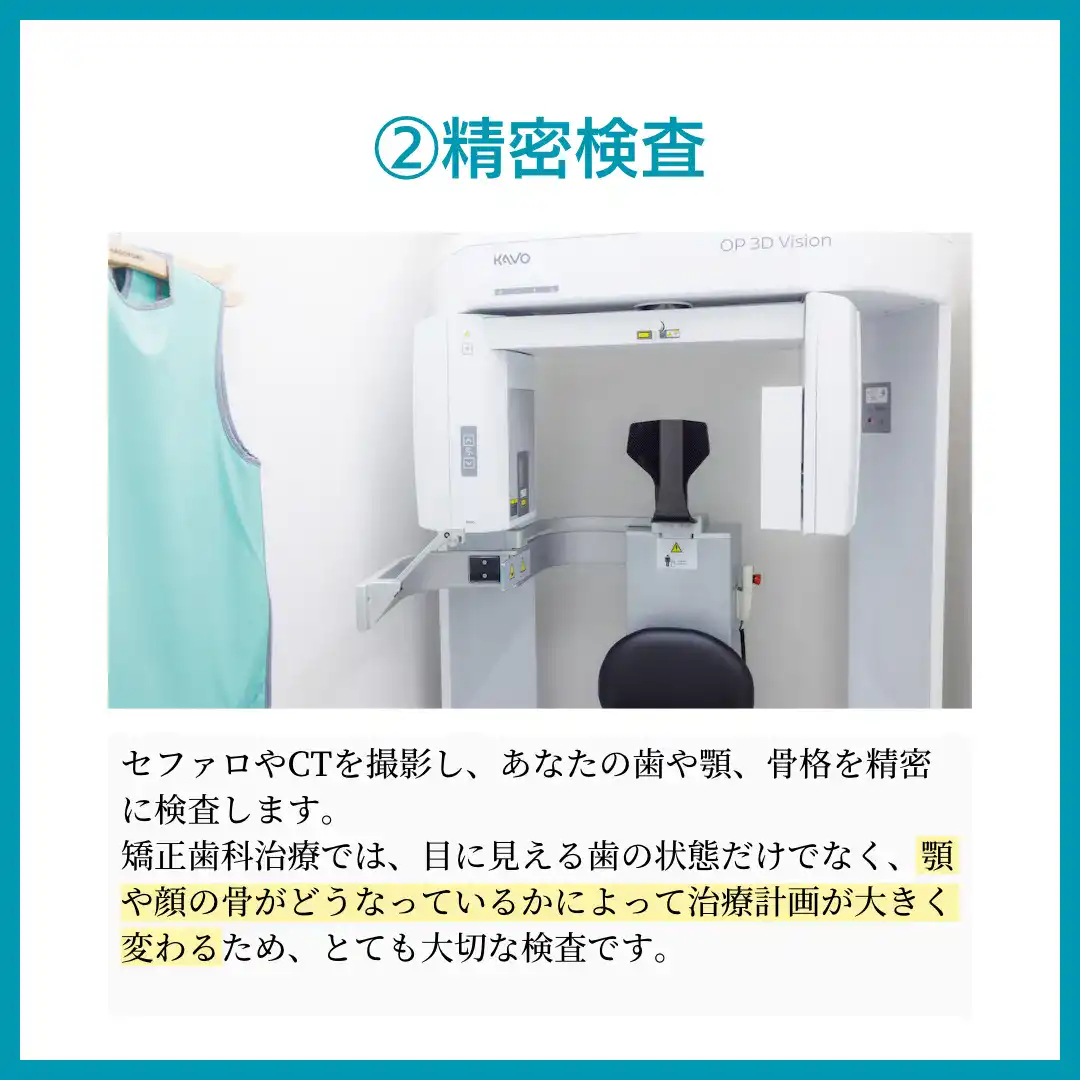 ②精密検査
KAVO
OP 3D Vision
セファロやCTを撮影し、あなたの歯や顎、骨格を精密
に検査します。
矯正歯科治療では、目に見える歯の状態だけでなく、顎
や顔の骨がどうなっているかによって治療計画が大きく
変わるため、とても大切な検査です。